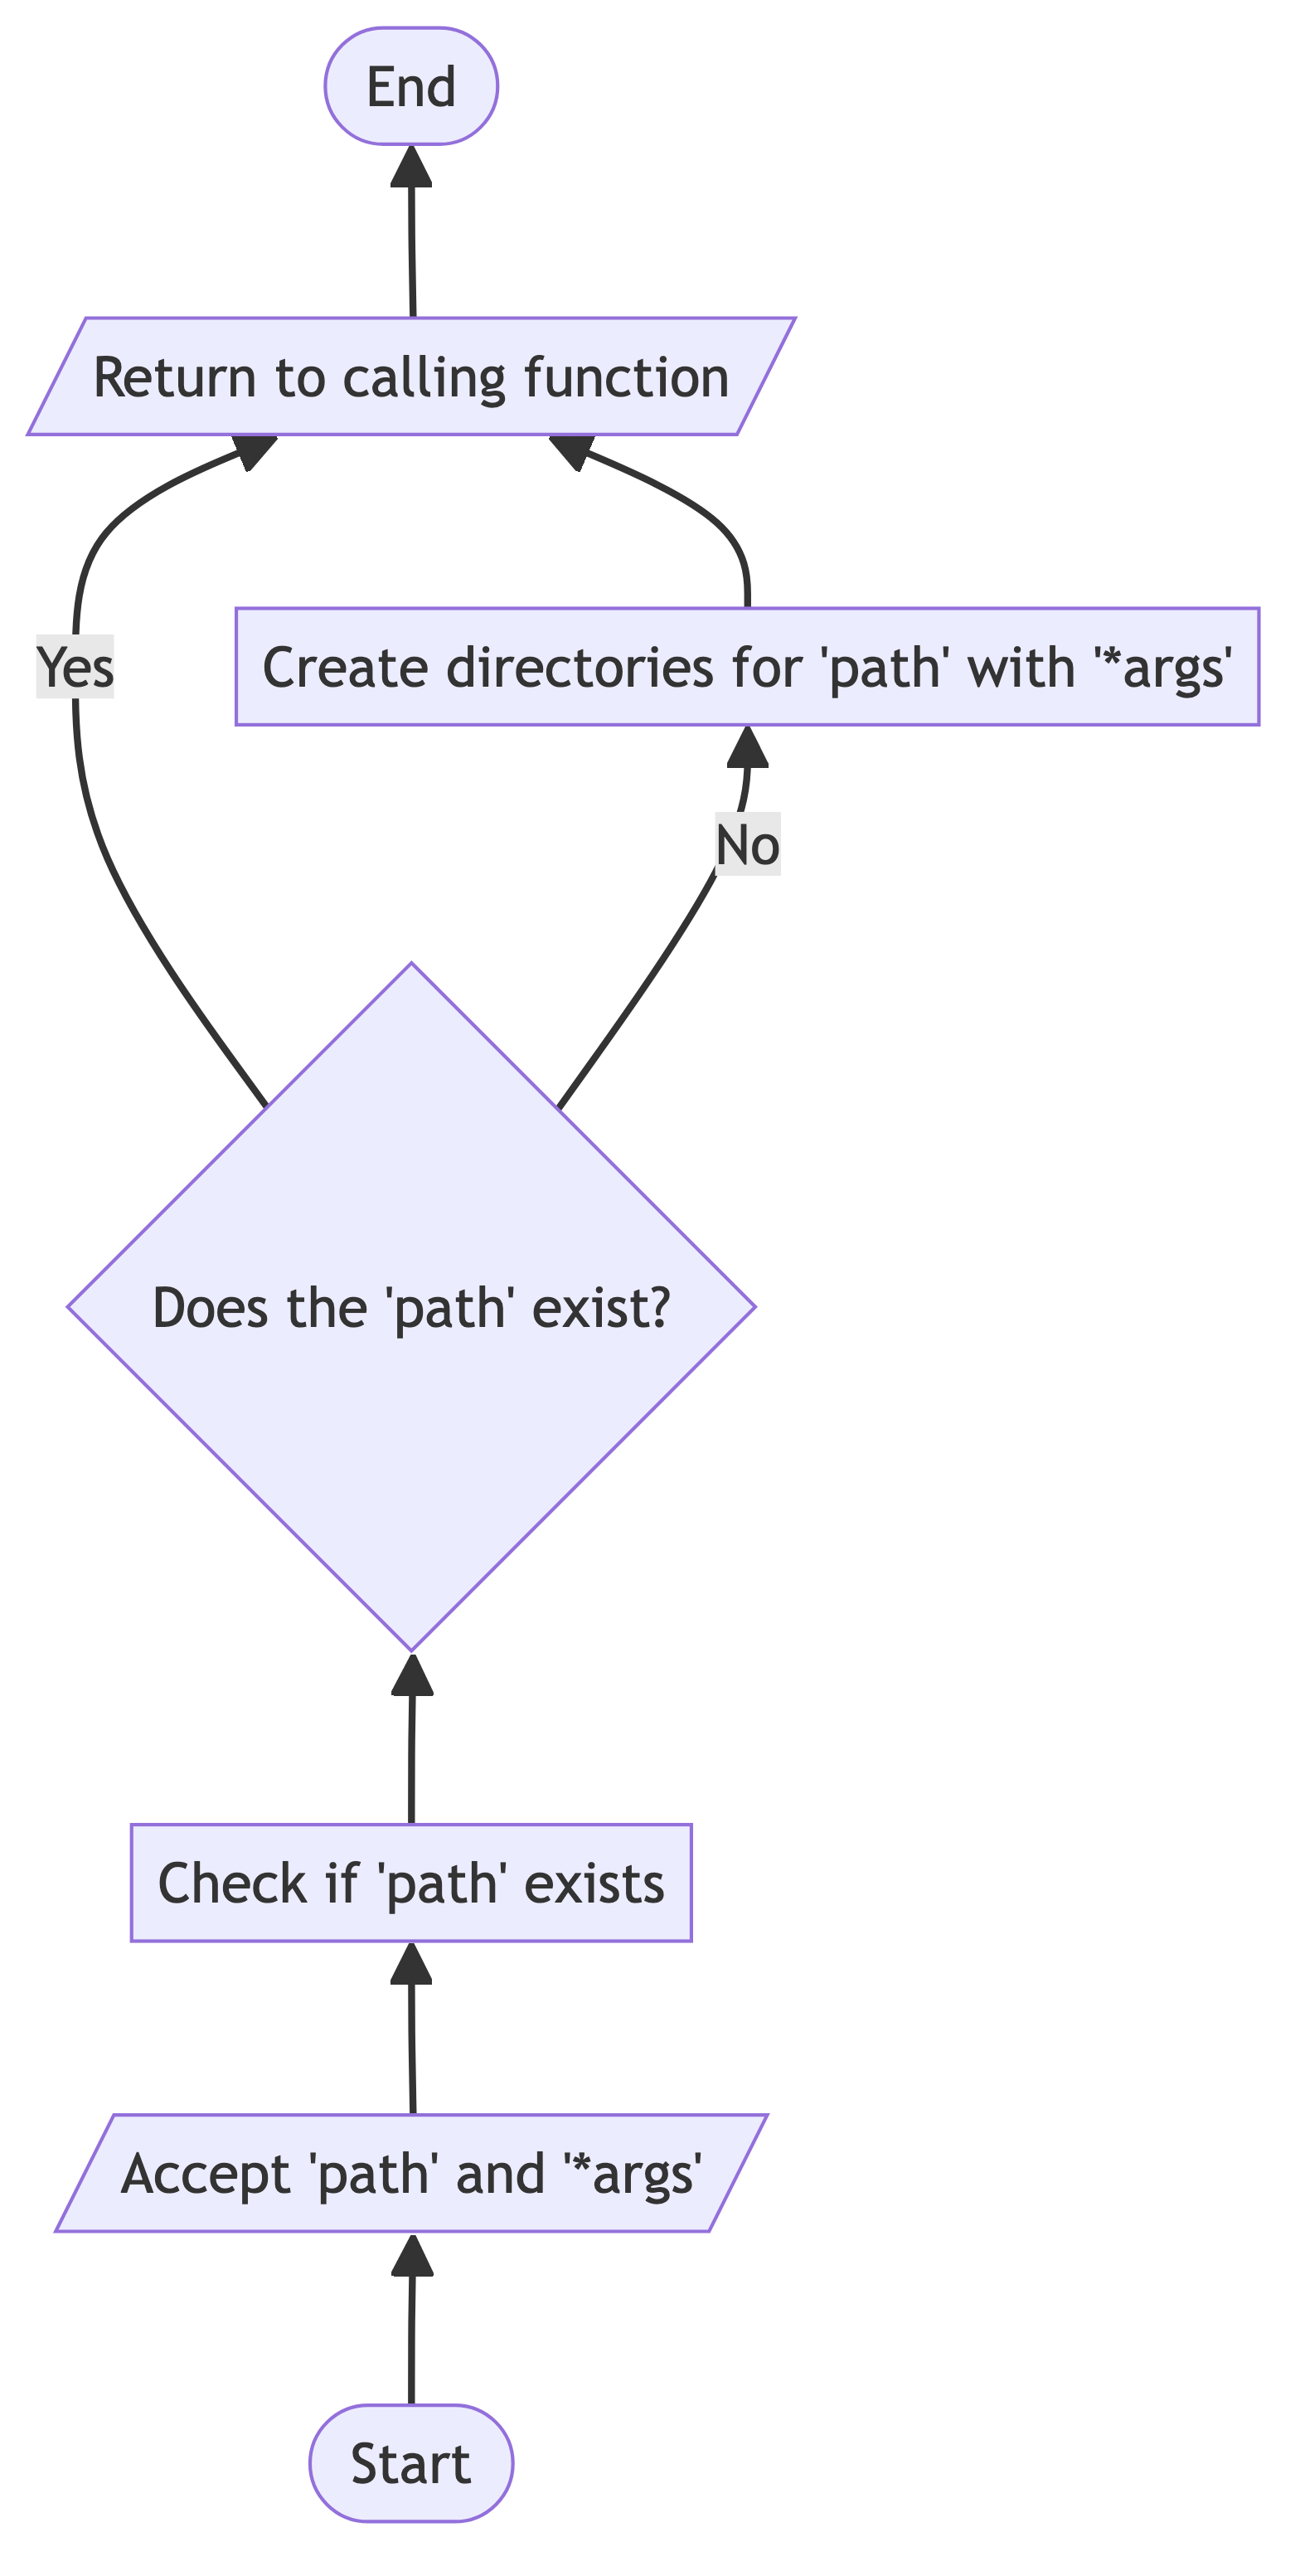 End
Return to calling function
Yes
Create directories for 'path' with '*args'
No
Does the 'path' exist?
Check if 'path' exists
Accept 'path' and '*args'
Start